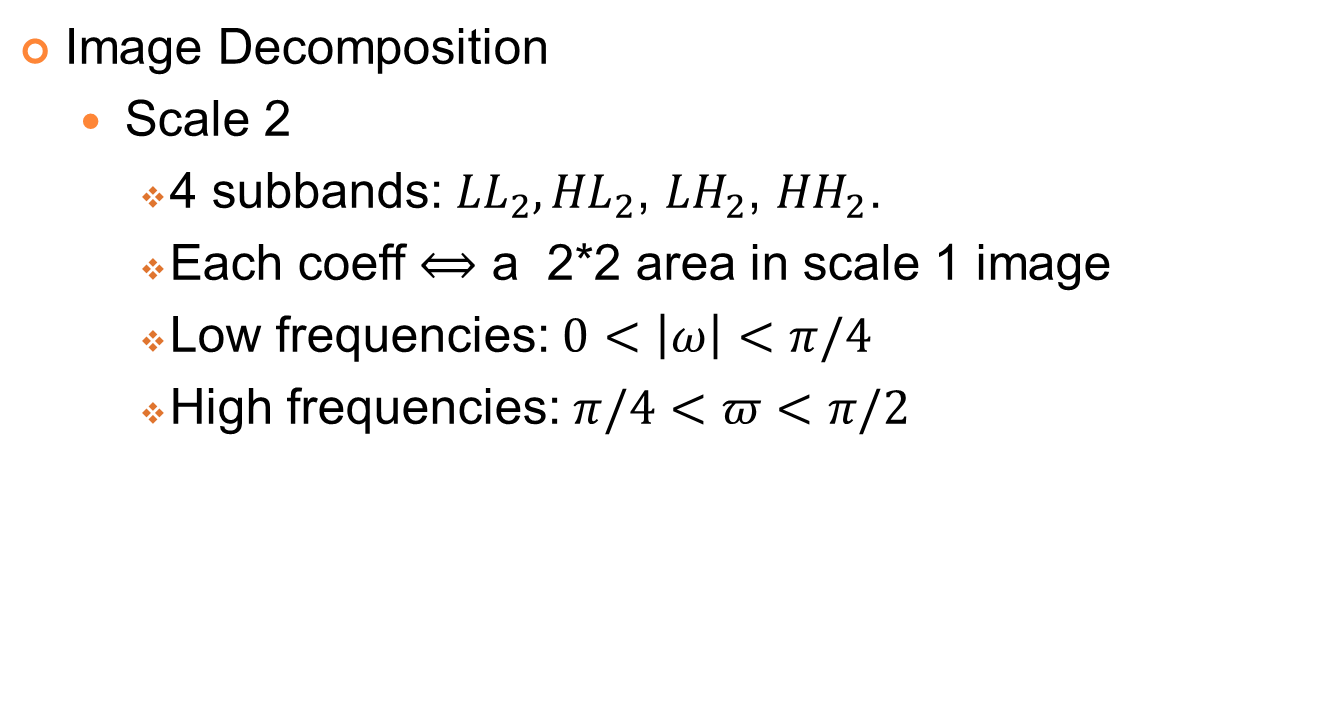 Image Decomposition
Scale 2
4 subbands: 𝐿𝐿₂, 𝐻𝐿₂, 𝐿𝐻₂, 𝐻𝐻₂.
Each coeff ⟺ a 2*2 area in scale 1 image
Low frequencies: 0 < |𝜔| < 𝜋/4
High frequencies: 𝜋/4 < 𝜛 < 𝜋/2